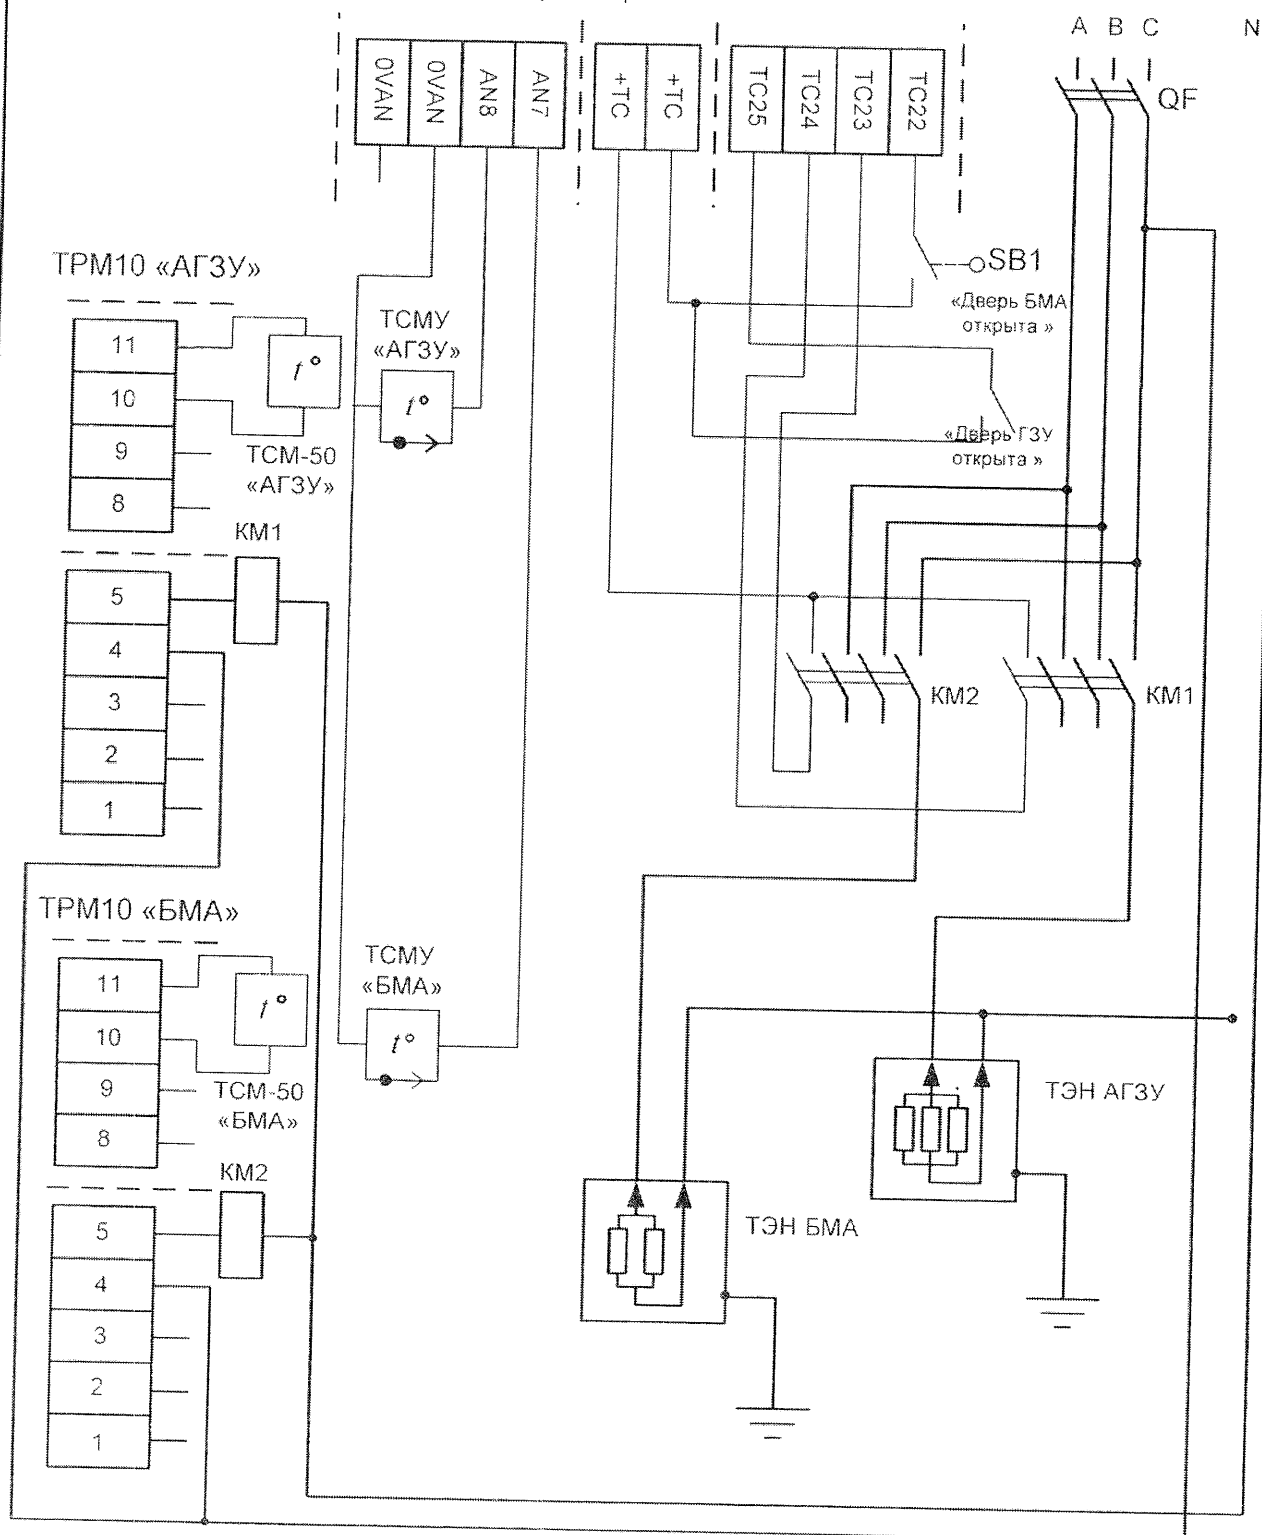 A B C N
QF
0VAN
0VAN
AN8
AN7
+TC
+TC
TC25
TC24
TC23
TC22
SB1
«Дверь БМА
открыта »
«Дверь ГЗУ
открыта »
ТРМ10 «АГЗУ»
11
10
9
8
t°
ТСМ-50
«АГЗУ»
ТСМУ
«АГЗУ»
t°
КМ1
5
4
3
2
1
КМ2
КМ1
ТРМ10 «БМА»
11
10
9
8
t°
ТСМ-50
«БМА»
ТСМУ
«БМА»
t°
КМ2
5
4
3
2
1
ТЭН АГЗУ
ТЭН БМА